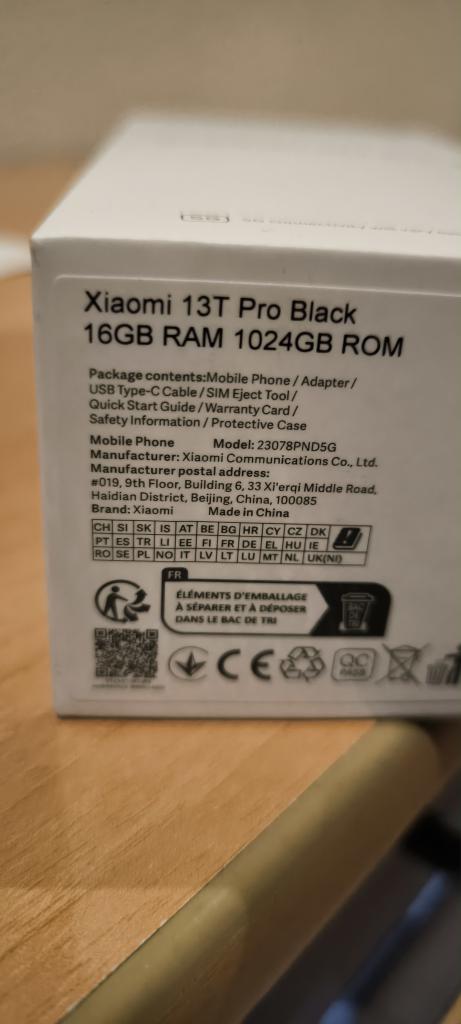 5G
Xiaomi 13T Pro Black
16GB RAM 1024GB ROM
Package contents:Mobile Phone / Adapter /
USB Type-C Cable / SIM Eject Tool /
Quick Start Guide / Warranty Card /
Safety Information / Protective Case
Mobile Phone Model: 23078PND5G
Manufacturer: Xiaomi Communications Co., Ltd.
Manufacturer postal address:
#019, 9th Floor, Building 6, 33 Xi'erqi Middle Road,
Haidian District, Beijing, China, 100085
Brand: Xiaomi Made in China
CH SI SK IS AT BE BG HR CY CZ DK
PT ES TR LI EE FI FR DE EL HU IE
RO SE PL NO IT LV LT LU MT NL UK(NI)
FR
ÉLÉMENTS D'EMBALLAGE
À SÉPARER ET À DÉPOSER
DANS LE BAC DE TRI
CE QC
PASS